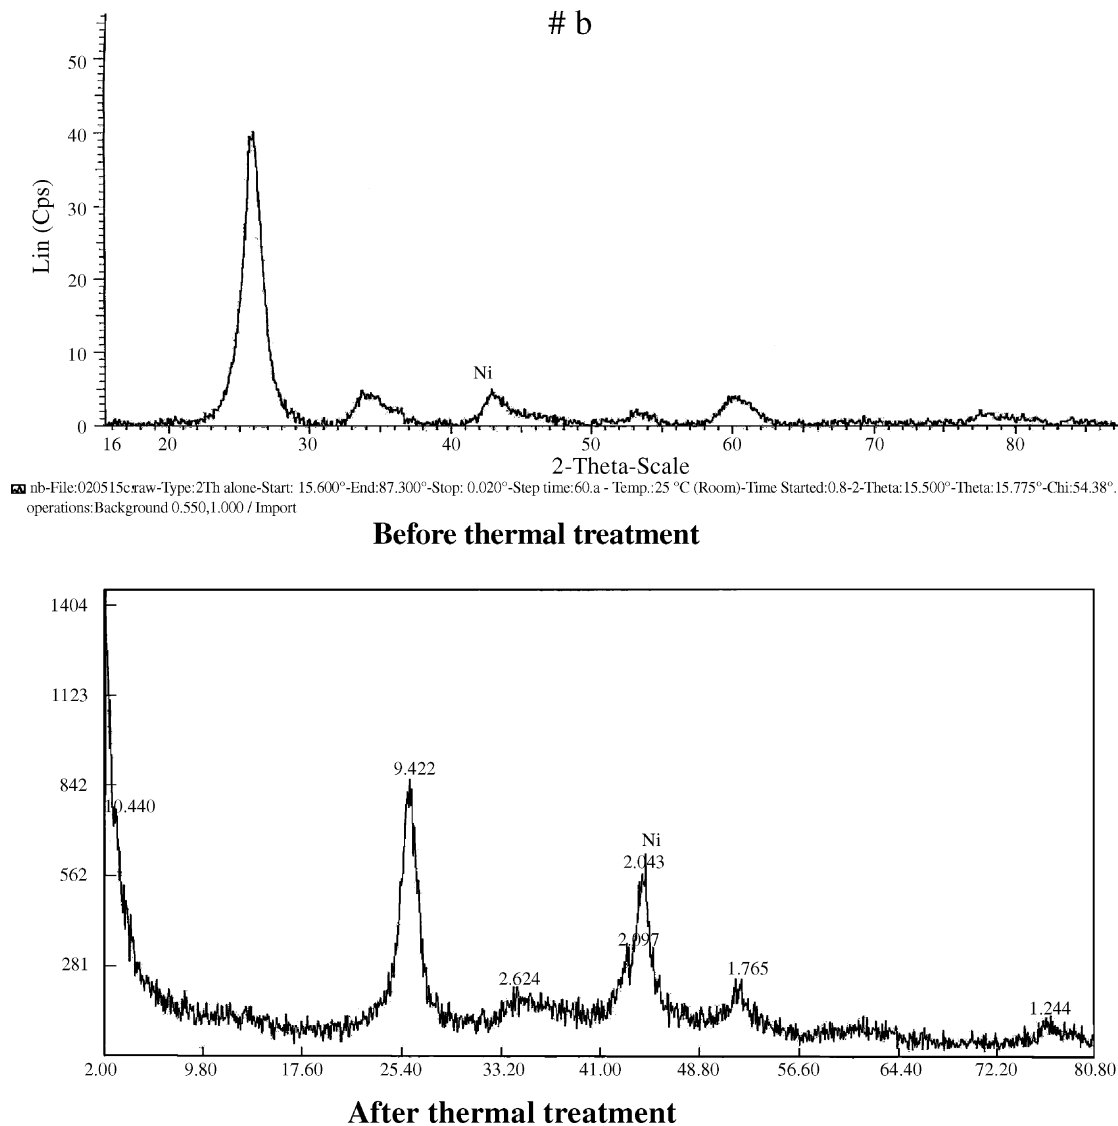 # b
50
40
30
20
10
0
Lin (Cps)
Ni
16 20 30 40 50 60 70 80
2-Theta-Scale
nb-File:020515c.raw-Type:2Th alone-Start: 15.600°-End:87.300°-Stop: 0.020°-Step time:60.a - Temp.:25 °C (Room)-Time Started:0.8-2-Theta:15.500°-Theta:15.775°-Chi:54.38°.
operations:Background 0.550,1.000 / Import
Before thermal treatment
1404
1123
842
562
281
10.440
9.422
2.624
Ni
2.043
2.097
1.765
1.244
2.00 9.80 17.60 25.40 33.20 41.00 48.80 56.60 64.40 72.20 80.80
After thermal treatment